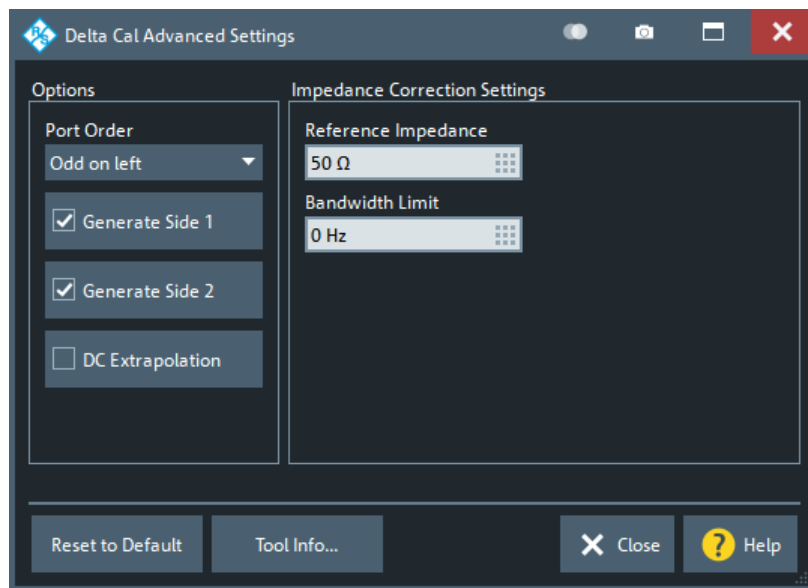 Delta Cal Advanced Settings
Options
Port Order
Odd on left
Generate Side 1
Generate Side 2
DC Extrapolation
Impedance Correction Settings
Reference Impedance
50 Ω
Bandwidth Limit
0 Hz
Reset to Default
Tool Info...
Close
? Help